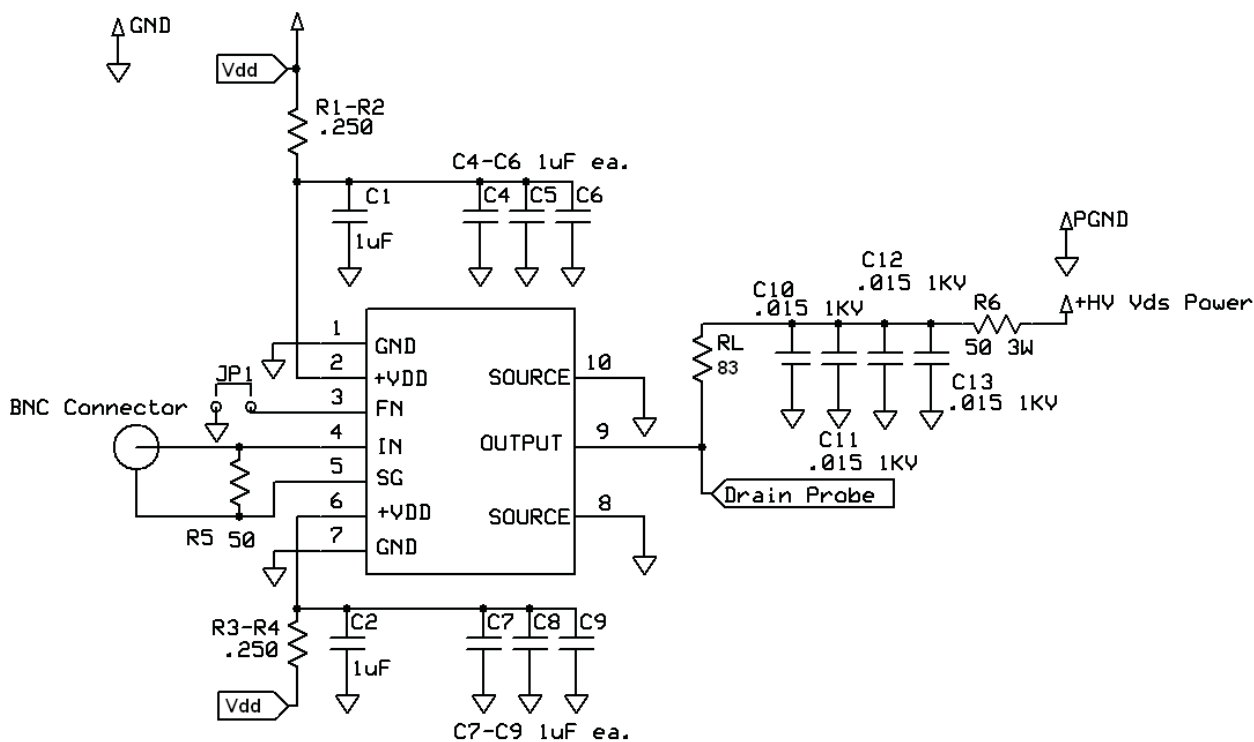 GND
Vdd
R1-R2
.250
C4-C6 1uF ea.
C1
C4
C5
C6
1uF
PGND
C12
.015 1KV
C10
.015 1KV
R6
+HV Vds Power
50 3W
RL
83
C13
.015 1KV
C11
.015 1KV
1
GND
2
+VDD
JP1
3
FN
BNC Connector
4
IN
5
SG
6
+VDD
R5 50
7
GND
SOURCE
10
OUTPUT
9
SOURCE
8
Drain Probe
R3-R4
.250
C2
1uF
C7
C8
C9
Vdd
C7-C9 1uF ea.